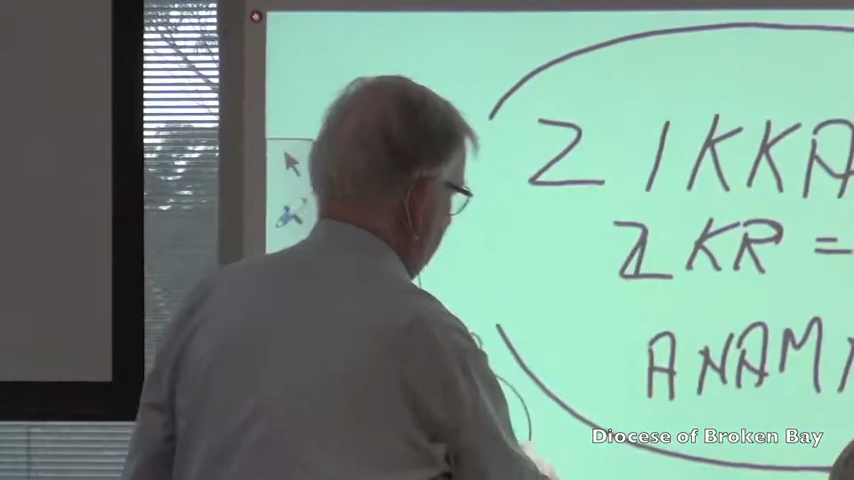 ZIKKA
ZKR =
ANAM
Diocese of Broken Bay